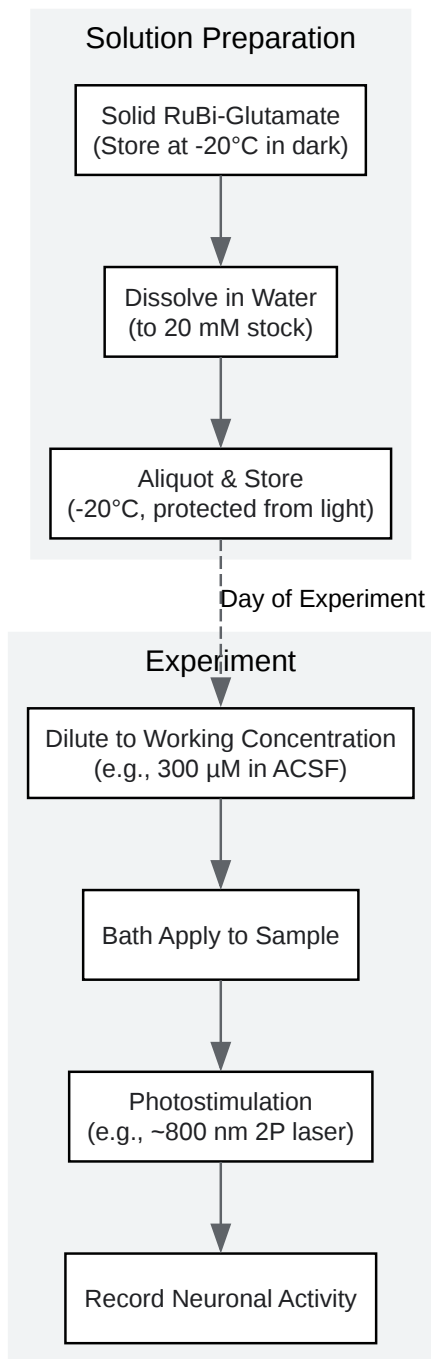 Solution Preparation
Solid RuBi-Glutamate
(Store at -20°C in dark)
Dissolve in Water
(to 20 mM stock)
Aliquot & Store
(-20°C, protected from light)
Day of Experiment
Experiment
Dilute to Working Concentration
(e.g., 300 µM in ACSF)
Bath Apply to Sample
Photostimulation
(e.g., ~800 nm 2P laser)
Record Neuronal Activity